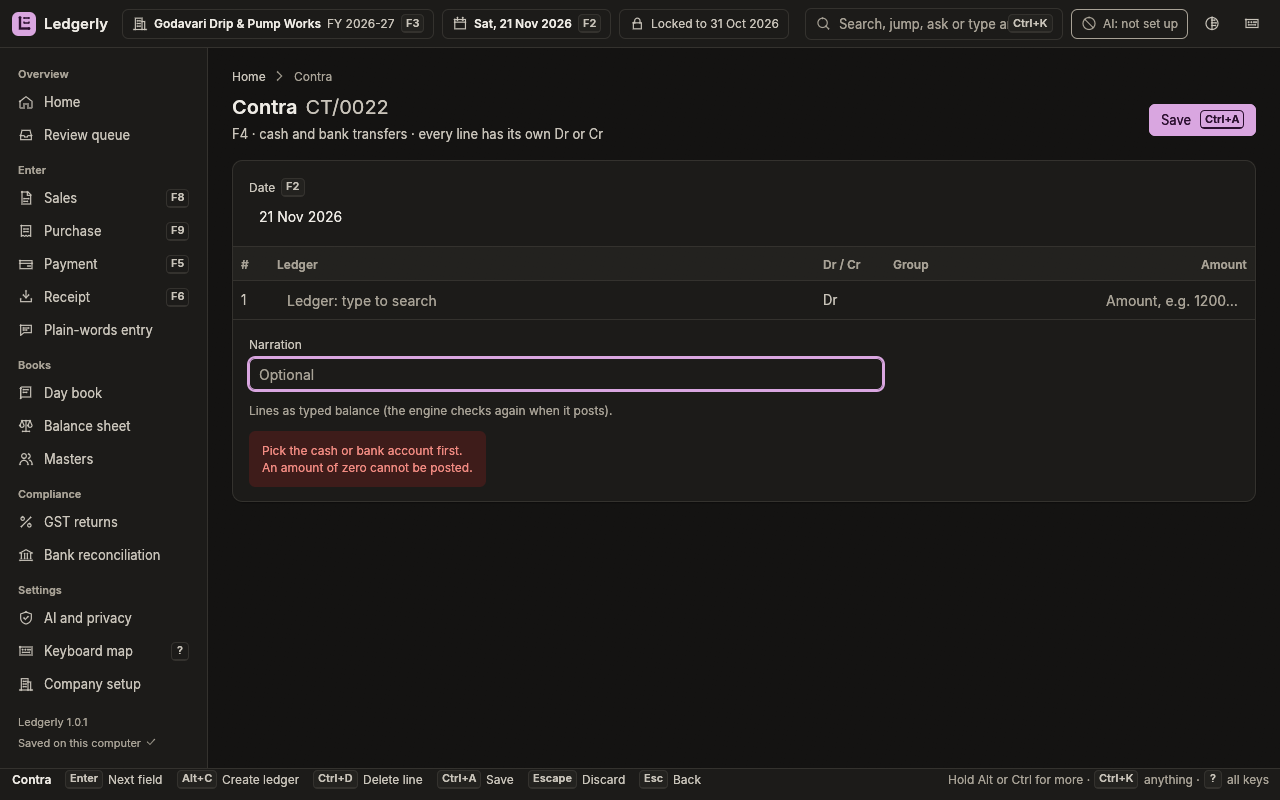 Ledgerly
Godavari Drip & Pump Works FY 2026-27 F3
Sat, 21 Nov 2026 F2
Locked to 31 Oct 2026
Search, jump, ask or type a Ctrl+K
AI: not set up
Overview
Home
Review queue
Enter
Sales F8
Purchase F9
Payment F5
Receipt F6
Plain-words entry
Books
Day book
Balance sheet
Masters
Compliance
GST returns
Bank reconciliation
Settings
AI and privacy
Keyboard map ?
Company setup
Ledgerly 1.0.1
Saved on this computer
Home Contra
Contra CT/0022
F4 · cash and bank transfers · every line has its own Dr or Cr
Save Ctrl+A
Date F2
21 Nov 2026
# Ledger Dr / Cr Group Amount
1 Ledger: type to search Dr Amount, e.g. 1200...
Narration
Optional
Lines as typed balance (the engine checks again when it posts).
Pick the cash or bank account first.
An amount of zero cannot be posted.
Contra Enter Next field Alt+C Create ledger Ctrl+D Delete line Ctrl+A Save Escape Discard Esc Back
Hold Alt or Ctrl for more · Ctrl+K anything · ? all keys